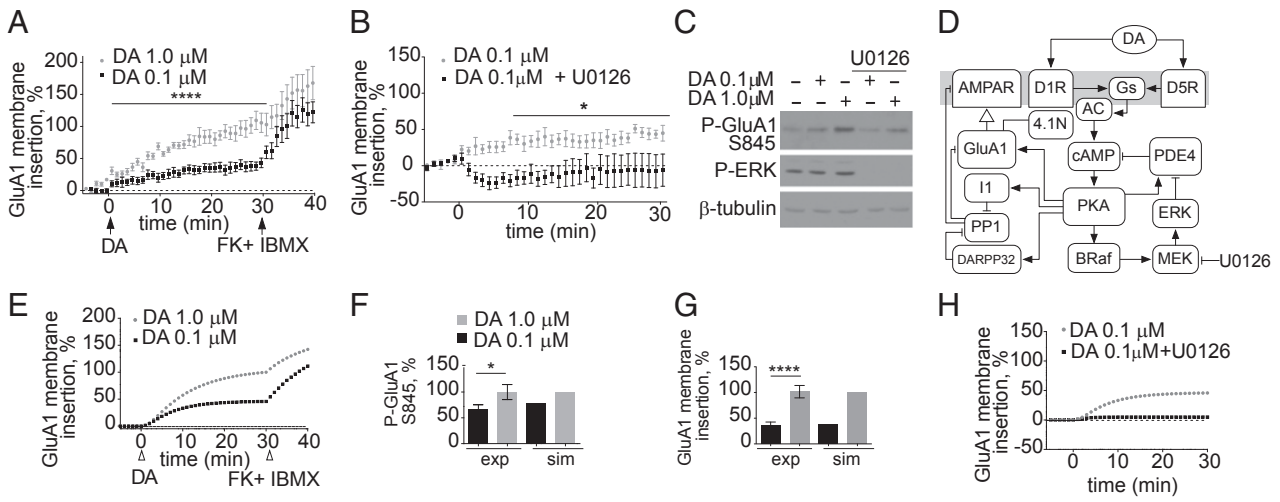 A
GluA1 membrane
insertion, %
200
150
100
50
0
DA 1.0 μM
DA 0.1 μM
****
0
10
20
30
40
time (min)
DA
FK+ IBMX
B
GluA1 membrane
insertion, %
150
100
50
0
-50
DA 0.1 μM
DA 0.1μM + U0126
*
0
10
20
30
time (min)
C
U0126
DA 0.1μM – + – + –
DA 1.0μM – – + – +
P-GluA1
S845
P-ERK
β-tubulin
D
DA
AMPAR
D1R
Gs
D5R
AC
4.1N
GluA1
cAMP
PDE4
I1
PKA
ERK
PP1
DARPP32
BRaf
MEK
U0126
E
GluA1 membrane
insertion, %
200
150
100
50
0
DA 1.0 μM
DA 0.1 μM
0
10
20
30
40
time (min)
DA
FK+ IBMX
F
DA 1.0 μM
DA 0.1 μM
P-GluA1
S845, %
150
100
50
0
*
exp
sim
G
GluA1 membrane
insertion, %
150
100
50
0
****
exp
sim
H
GluA1 membrane
insertion, %
150
100
50
0
-50
DA 0.1 μM
DA 0.1μM+U0126
0
10
20
30
time (min)